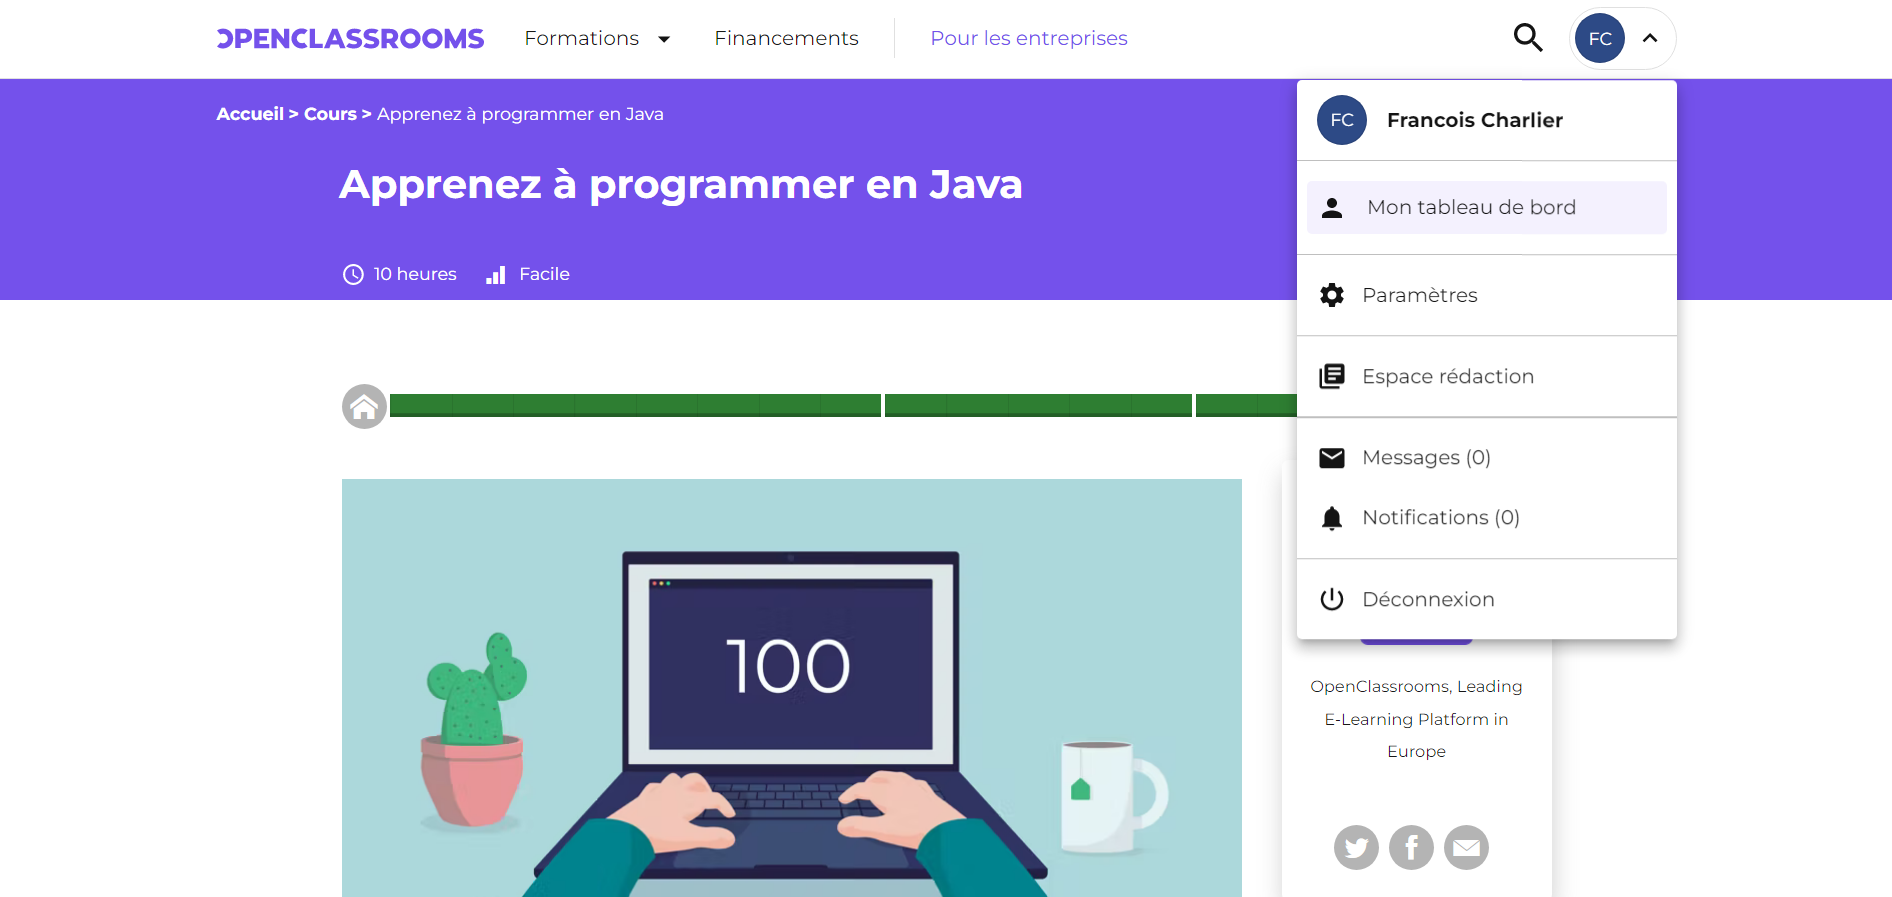 OPENCLASSROOMS Formations Financements Pour les entreprises FC
Accueil > Cours > Apprenez à programmer en Java
Apprenez à programmer en Java
10 heures Facile
FC Francois Charlier
Mon tableau de bord
Paramètres
Espace rédaction
Messages (0)
Notifications (0)
Déconnexion
100
OpenClassrooms, Leading
E-Learning Platform in
Europe